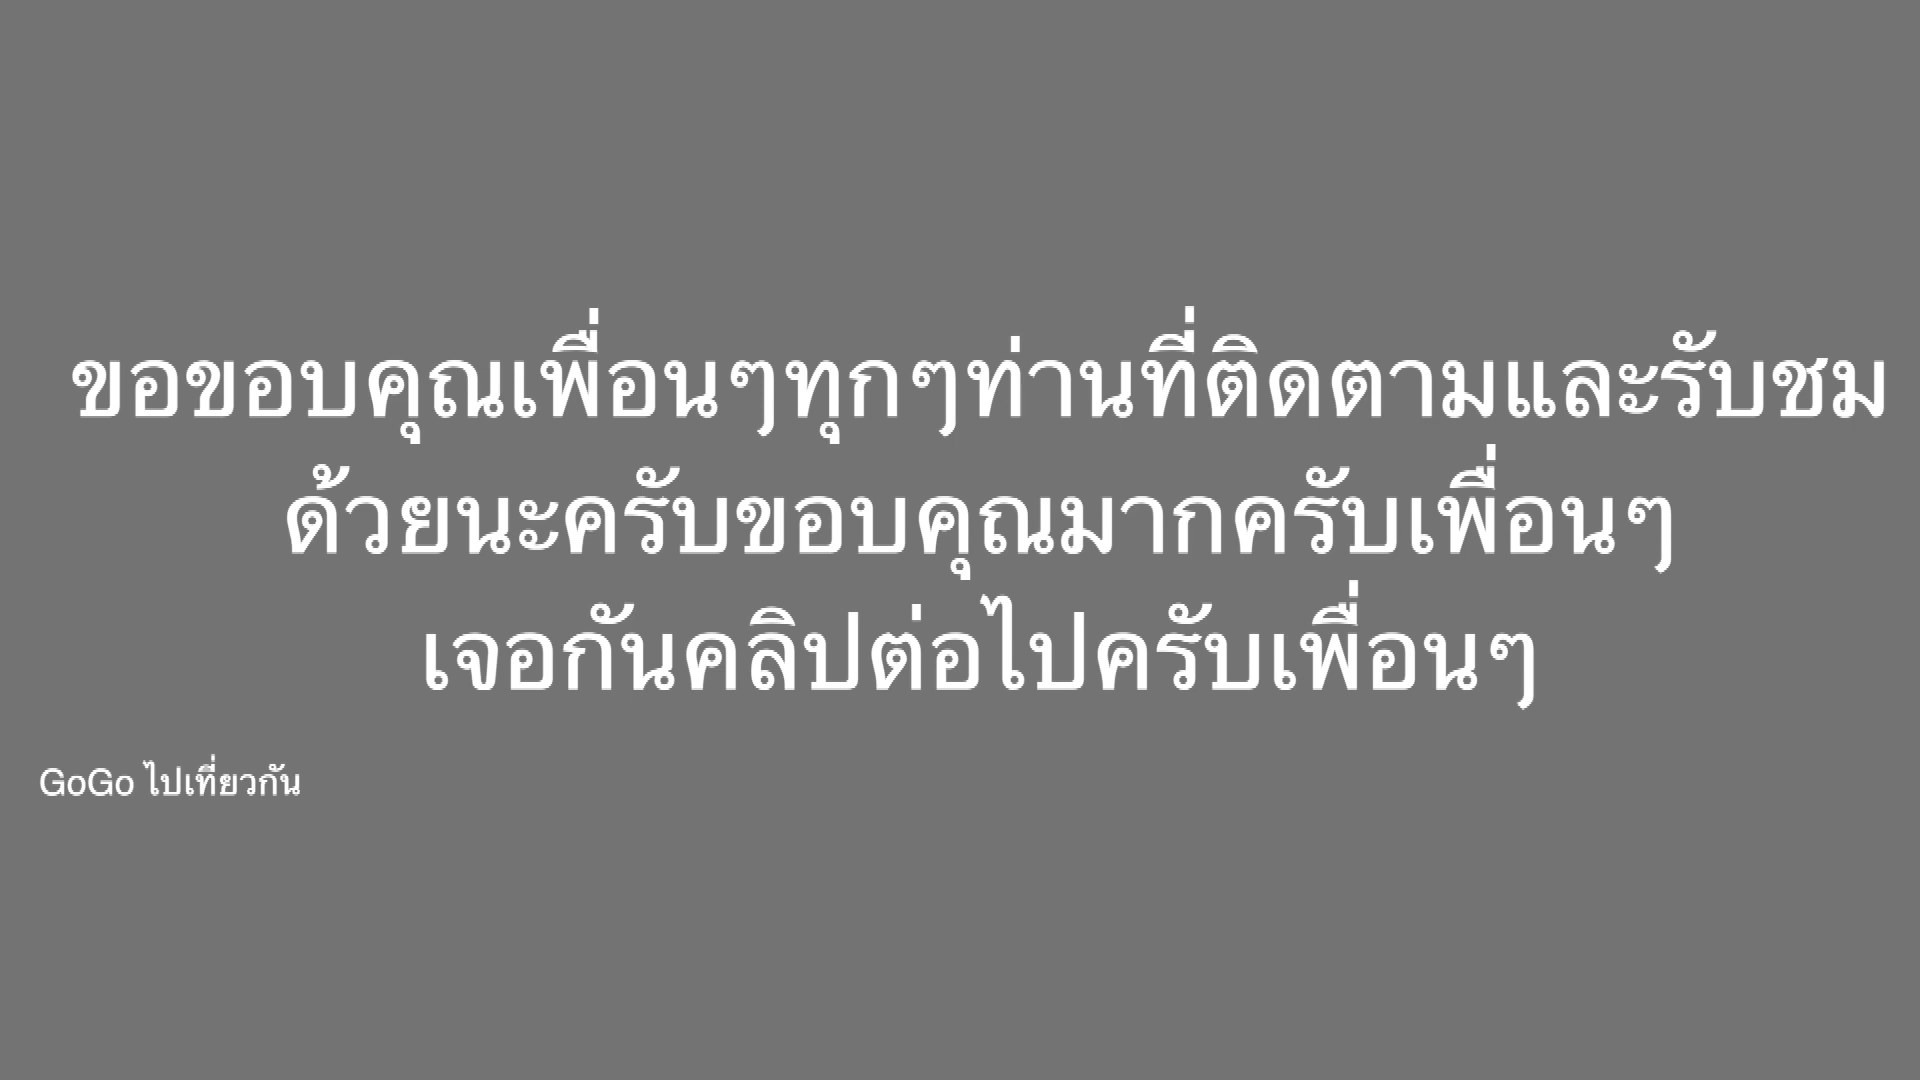 ขอขอบคุณเพื่อนๆทุกๆท่านที่ติดตามและรับชม
ด้วยนะครับขอบคุณมากครับเพื่อนๆ
เจอกันคลิปต่อไปครับเพื่อนๆ
GoGo ไปเที่ยวกัน